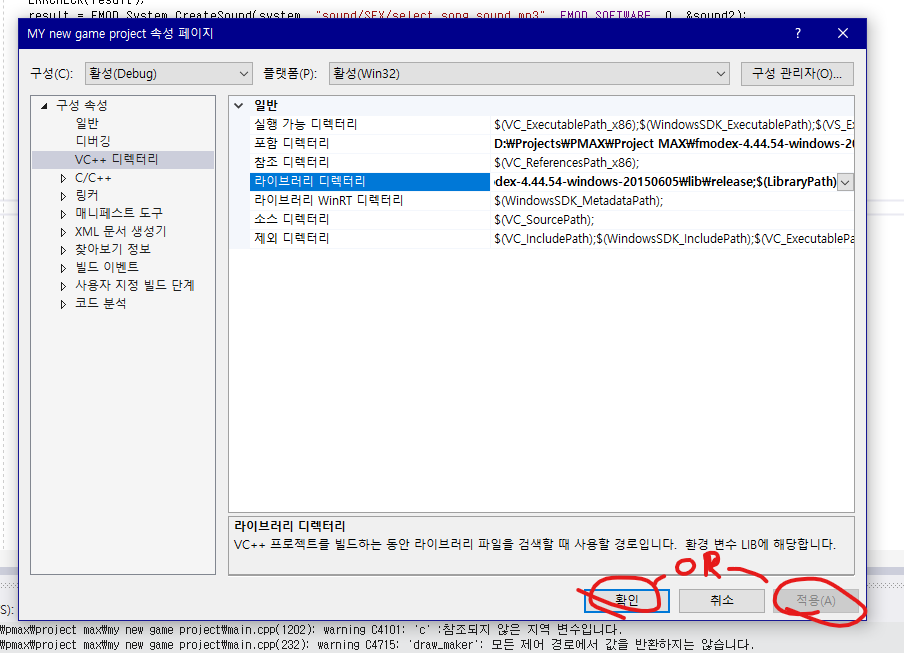 ERRCHECK(result);
result = FMOD_System_CreateSound(system, "sound/SFX/select_song_sound.mp3", FMOD_SOFTWARE, 0, &sound2);
MY new game project 속성 페이지
? ×
구성(C): 활성(Debug) 플랫폼(P): 활성(Win32) 구성 관리자(O)...
구성 속성
일반
디버깅
VC++ 디렉터리
C/C++
링커
매니페스트 도구
XML 문서 생성기
찾아보기 정보
빌드 이벤트
사용자 지정 빌드 단계
코드 분석
일반
실행 가능 디렉터리 $(VC_ExecutablePath_x86);$(WindowsSDK_ExecutablePath);$(VS_Ex
포함 디렉터리 D:\Projects\PMAX\Project MAX\fmodex-4.44.54-windows-20
참조 디렉터리 $(VC_ReferencesPath_x86);
라이브러리 디렉터리 dex-4.44.54-windows-20150605\lib\release;$(LibraryPath)
라이브러리 WinRT 디렉터리 $(WindowsSDK_MetadataPath);
소스 디렉터리 $(VC_SourcePath);
제외 디렉터리 $(VC_IncludePath);$(WindowsSDK_IncludePath);$(VC_ExecutablePa
라이브러리 디렉터리
VC++ 프로젝트를 빌드하는 동안 라이브러리 파일을 검색할 때 사용할 경로입니다. 환경 변수 LIB에 해당합니다.
OR
확인 취소 적용(A)
S):
\pmax\project max\my new game project\main.cpp(1202): warning C4101: 'c' :참조되지 않은 지역 변수입니다.
\pmax\project max\my new game project\main.cpp(232): warning C4715: 'draw_maker': 모든 제어 경로에서 값을 반환하지는 않습니다.